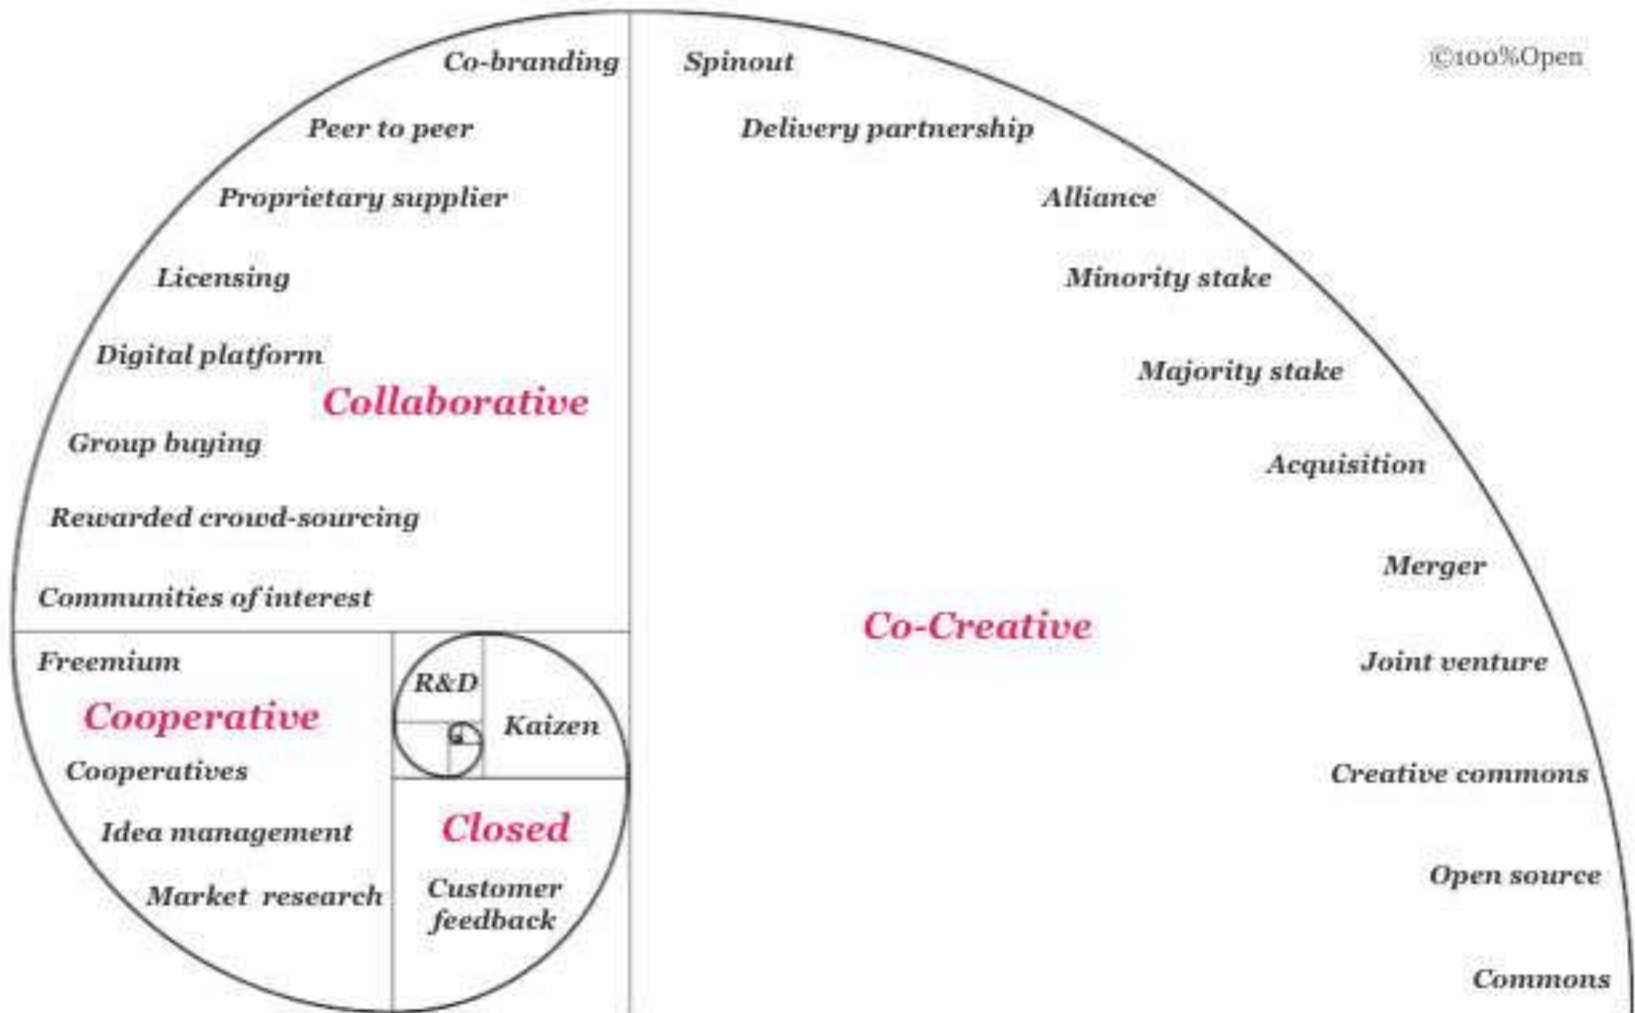 ©100%Open
Co-branding
Peer to peer
Proprietary supplier
Licensing
Digital platform
Collaborative
Group buying
Rewarded crowd-sourcing
Communities of interest
Freemium
Cooperative
Cooperatives
Idea management
Market research
R&D
Kaizen
Closed
Customer
feedback
Spinout
Delivery partnership
Alliance
Minority stake
Majority stake
Acquisition
Merger
Co-Creative
Joint venture
Creative commons
Open source
Commons